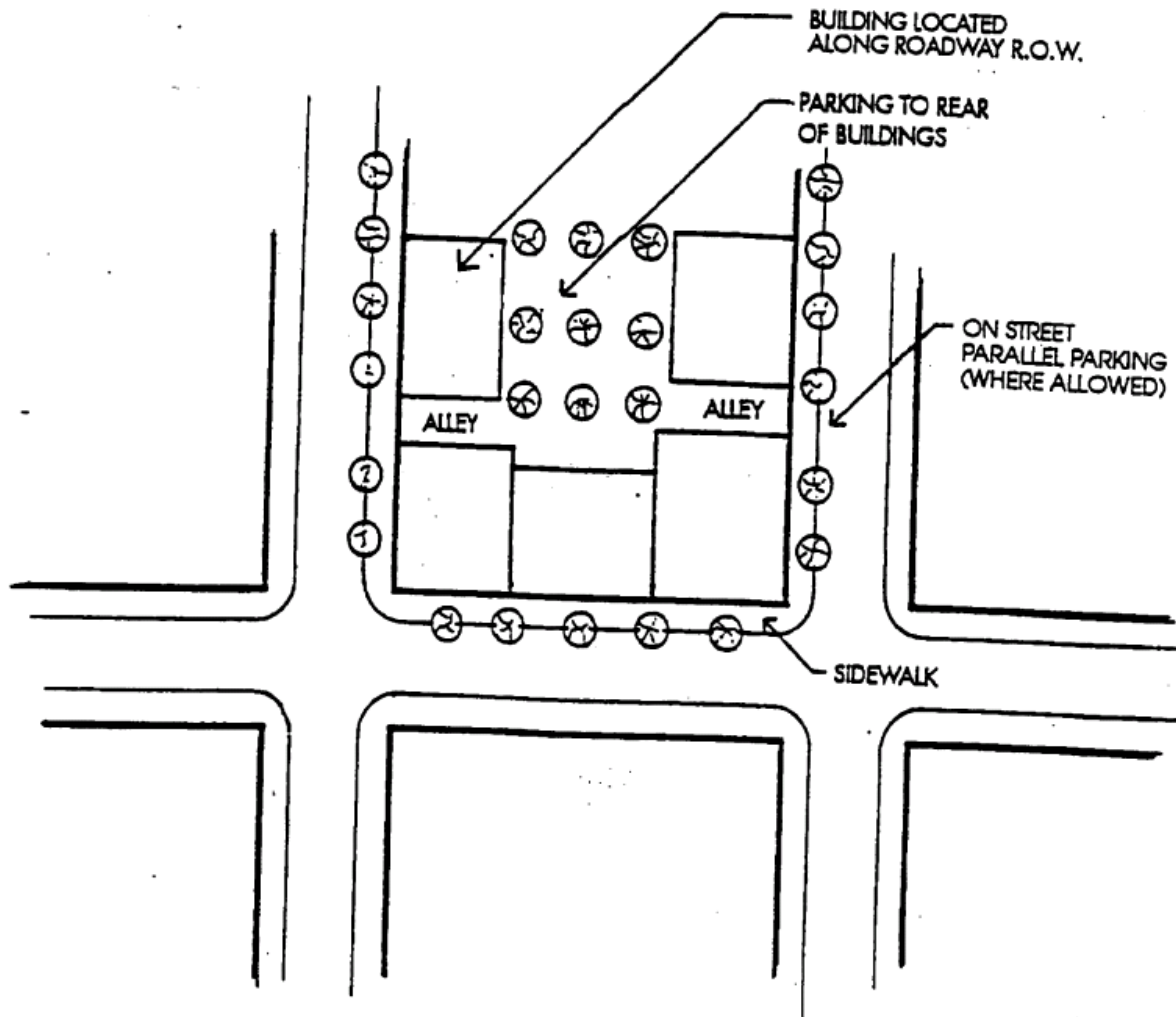 BUILDING LOCATED
ALONG ROADWAY R.O.W.
PARKING TO REAR
OF BUILDINGS
ON STREET
PARALLEL PARKING
(WHERE ALLOWED)
ALLEY
ALLEY
SIDEWALK